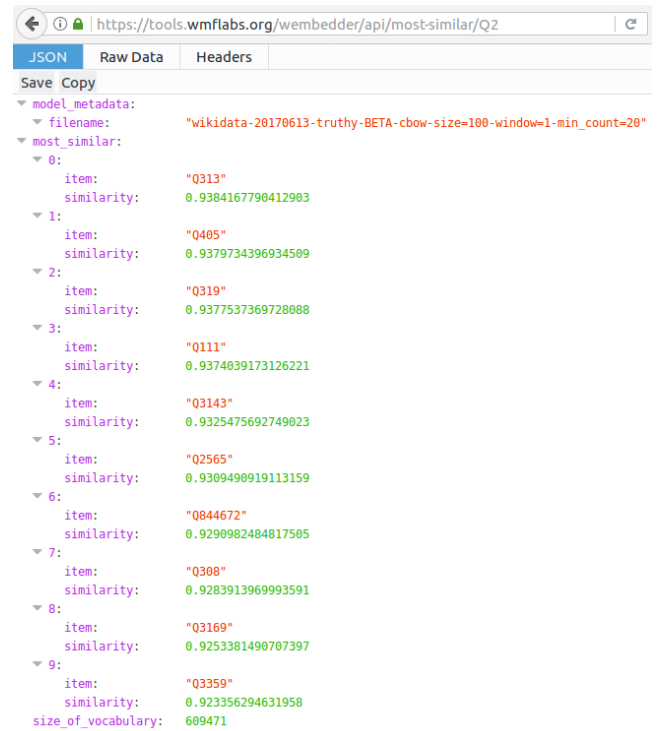 https://tools.wmflabs.org/wembedder/api/most-similar/Q2
JSON Raw Data Headers
Save Copy
model_metadata:
filename: "wikidata-20170613-truthy-BETA-cbow-size=100-window=1-min_count=20"
most_similar:
0:
item: "Q313"
similarity: 0.9384167790412903
1:
item: "Q405"
similarity: 0.9379734396934509
2:
item: "Q319"
similarity: 0.9377537369728088
3:
item: "Q111"
similarity: 0.9374039173126221
4:
item: "Q3143"
similarity: 0.9325475692749023
5:
item: "Q2565"
similarity: 0.9309490919113159
6:
item: "Q844672"
similarity: 0.9290982484817505
7:
item: "Q308"
similarity: 0.9283913969993591
8:
item: "Q3169"
similarity: 0.9253381490707397
9:
item: "Q3359"
similarity: 0.923356294631958
size_of_vocabulary: 609471